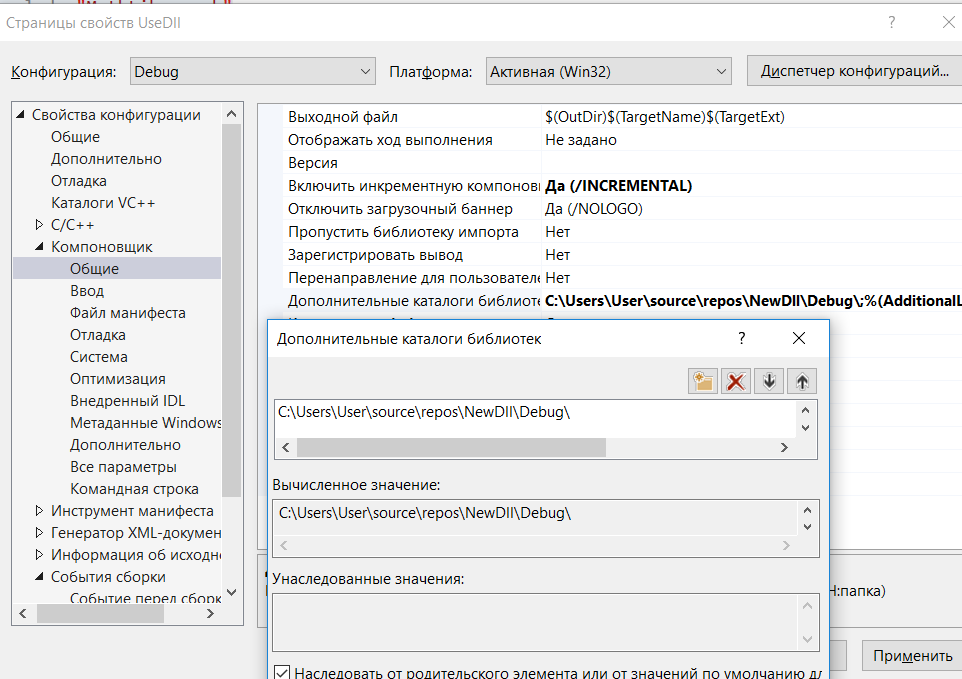 Страницы свойств UseDll
?
Конфигурация: Debug Платформа: Активная (Win32) Диспетчер конфигураций...
Свойства конфигурации
Общие
Дополнительно
Отладка
Каталоги VC++
C/C++
Компоновщик
Общие
Ввод
Файл манифеста
Отладка
Система
Оптимизация
Внедренный IDL
Метаданные Windows
Дополнительно
Все параметры
Командная строка
Инструмент манифеста
Генератор XML-докумен
Информация об исходн
События сборки
Событие перед сборк
Выходной файл $(OutDir)$(TargetName)$(TargetExt)
Отображать ход выполнения Не задано
Версия
Включить инкрементную компонов Да (/INCREMENTAL)
Отключить загрузочный баннер Да (/NOLOGO)
Пропустить библиотеку импорта Нет
Зарегистрировать вывод Нет
Перенаправление для пользователе Нет
Дополнительные каталоги библиоте C:\Users\User\source\repos\NewDll\Debug\;%(AdditionalL
Дополнительные каталоги библиотек ?
C:\Users\User\source\repos\NewDll\Debug\
Вычисленное значение:
C:\Users\User\source\repos\NewDll\Debug\
Унаследованные значения:
Н:папка)
Применить
Наследовать от родительского элемента или от значений по умолчанию дл